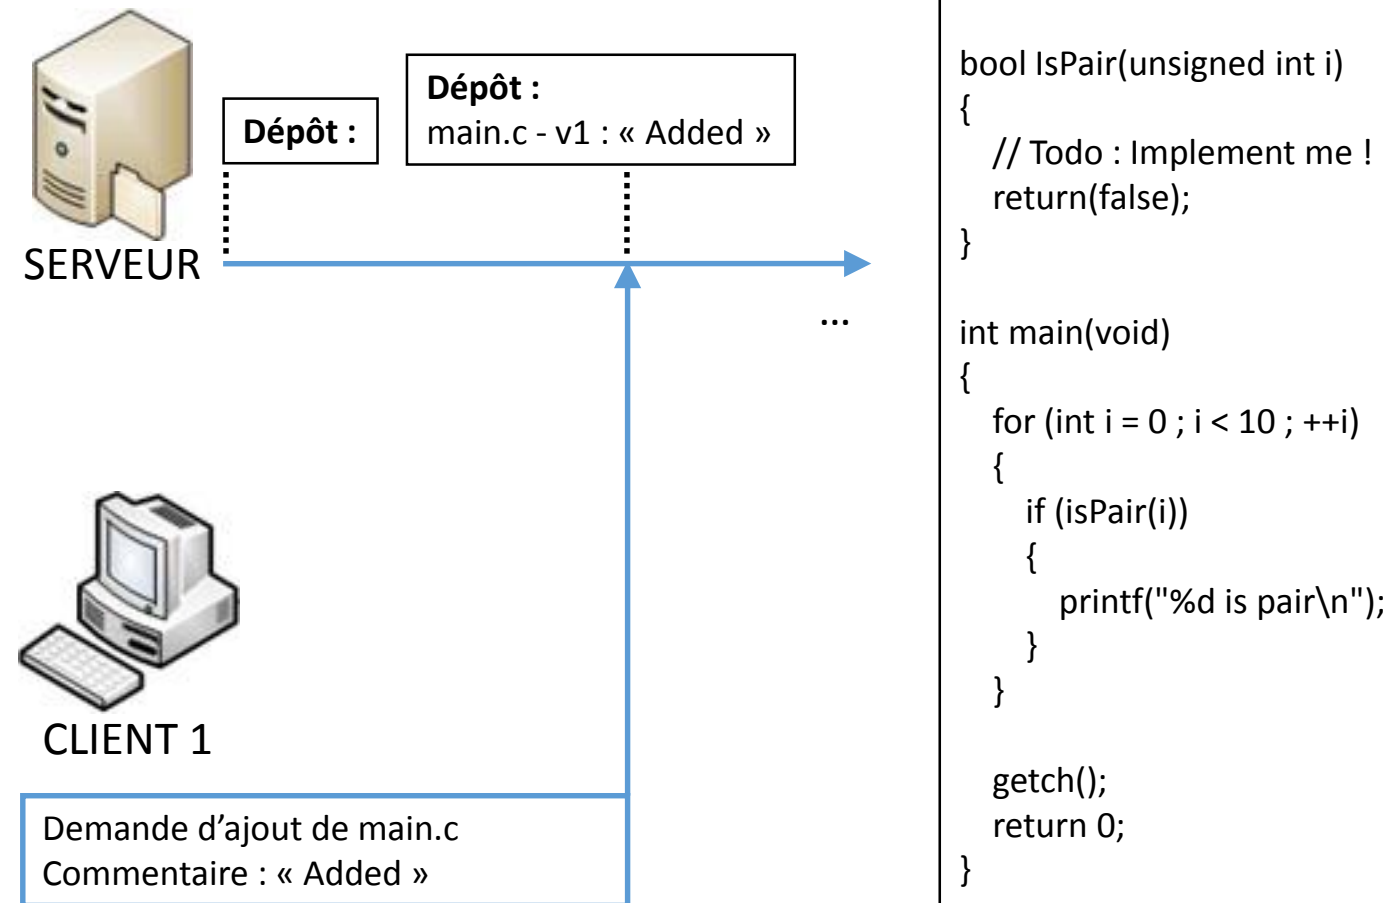 Dépôt :
Dépôt :
main.c - v1 : « Added »
SERVEUR
...
CLIENT 1
Demande d’ajout de main.c
Commentaire : « Added »
bool IsPair(unsigned int i)
{
// Todo : Implement me !
return(false);
}
int main(void)
{
for (int i = 0 ; i < 10 ; ++i)
{
if (isPair(i))
{
printf("%d is pair\n");
}
}
getch();
return 0;
}